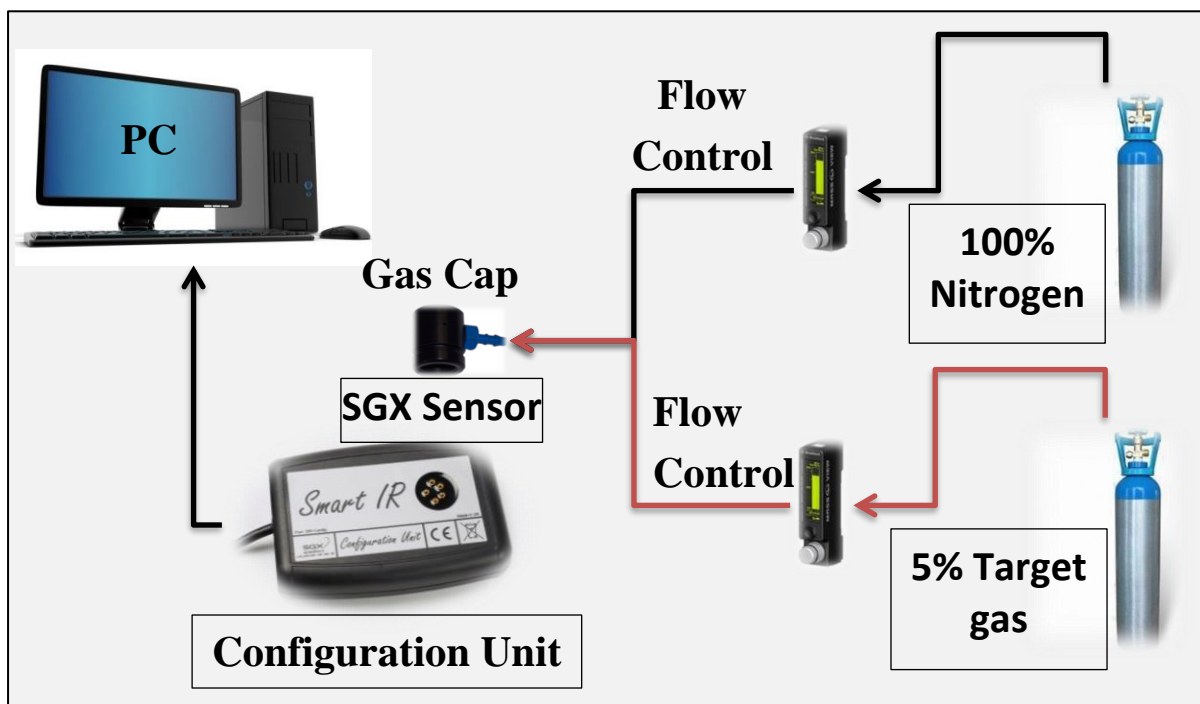 PC
Flow
Control
100%
Nitrogen
Gas Cap
SGX Sensor
Flow
Control
Smart IR
Configuration Unit
SGX
CE
5% Target
gas
Configuration Unit